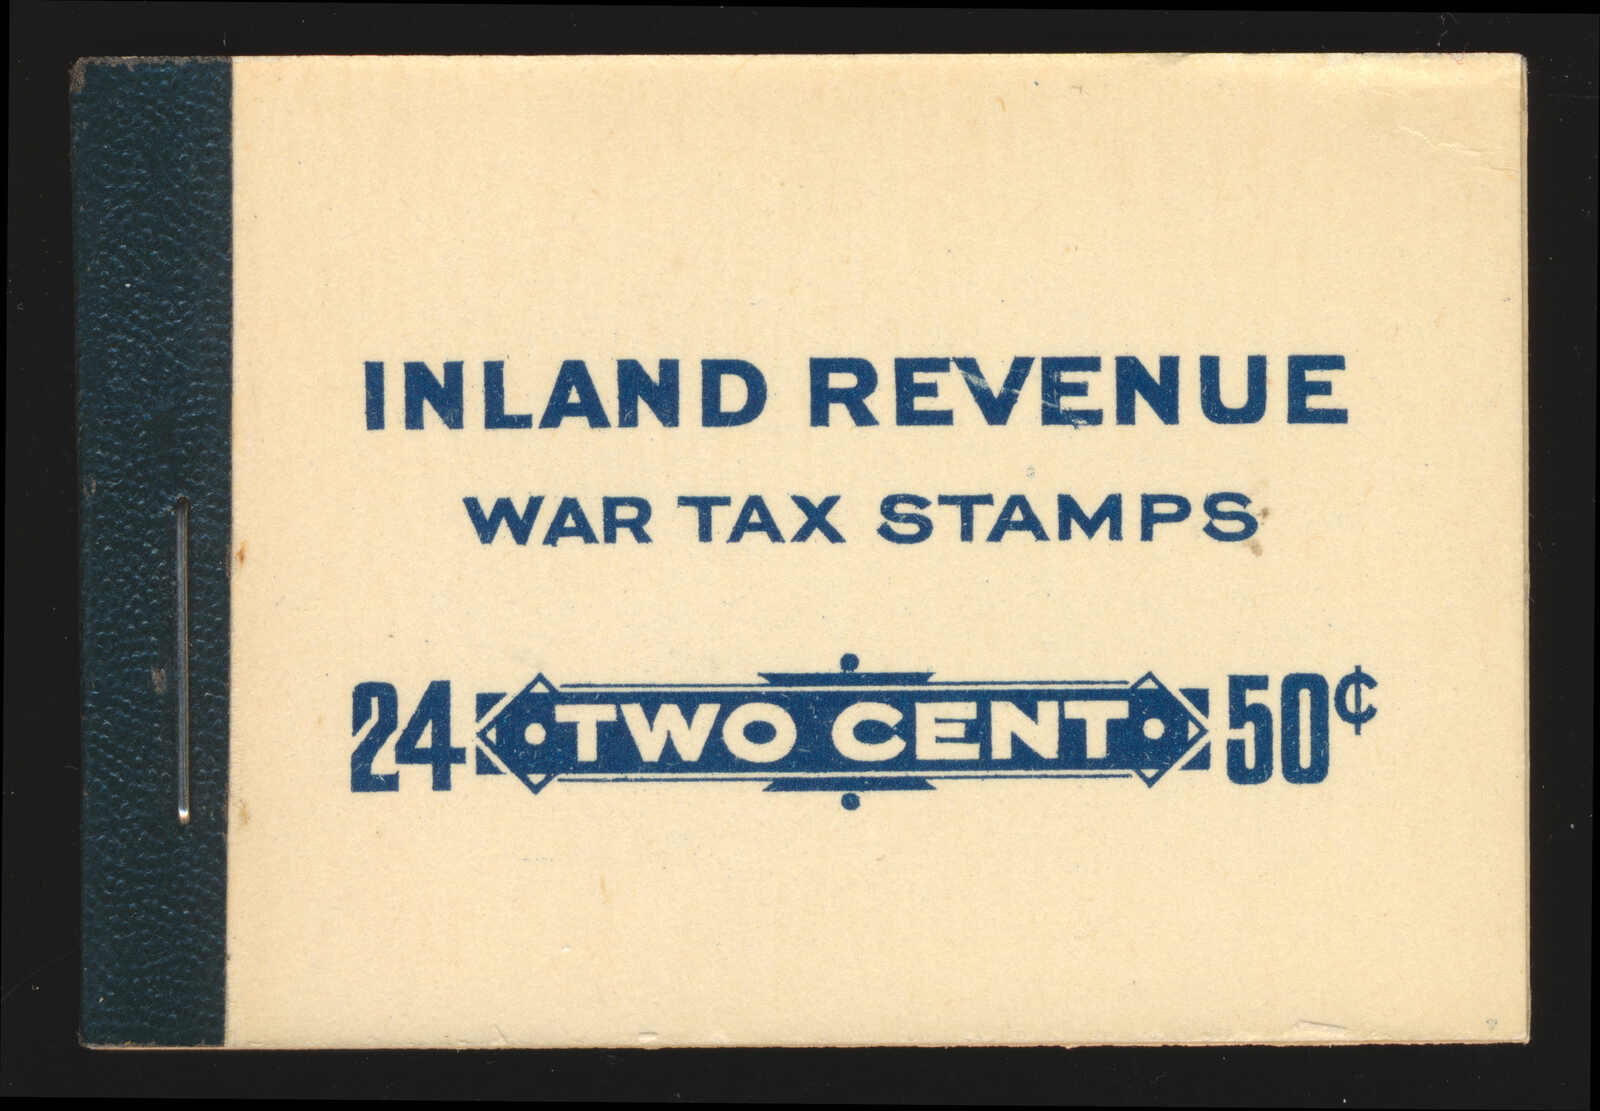 INLAND REVENUE
WAR TAX STAMPS
24 TWO CENT 50¢